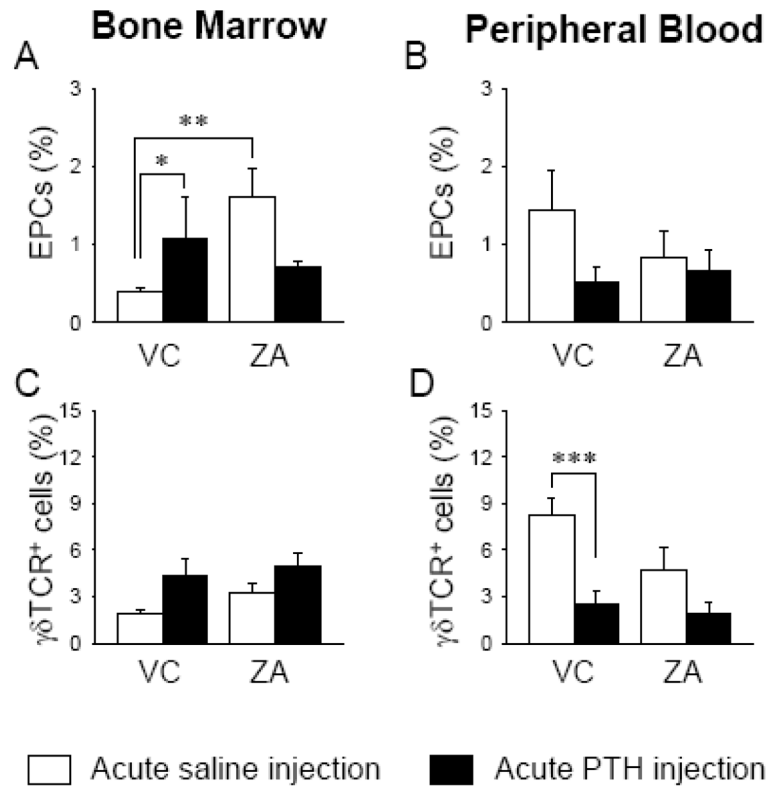 Bone Marrow
Peripheral Blood
A
3
2
1
0
EPCs (%)
**
*
VC
ZA
B
3
2
1
0
EPCs (%)
VC
ZA
C
15
12
9
6
3
0
γδTCR⁺ cells (%)
VC
ZA
D
15
12
9
6
3
0
γδTCR⁺ cells (%)
***
VC
ZA
Acute saline injection
Acute PTH injection